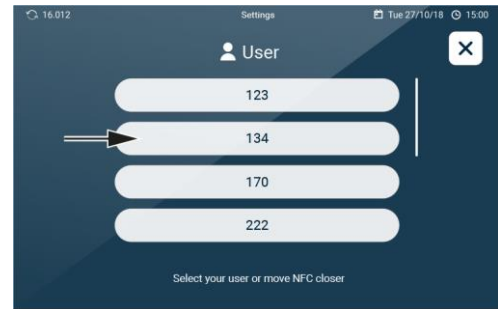 16.012
Settings
Tue 27/10/18 15:00
User
123
134
170
222
Select your user or move NFC closer